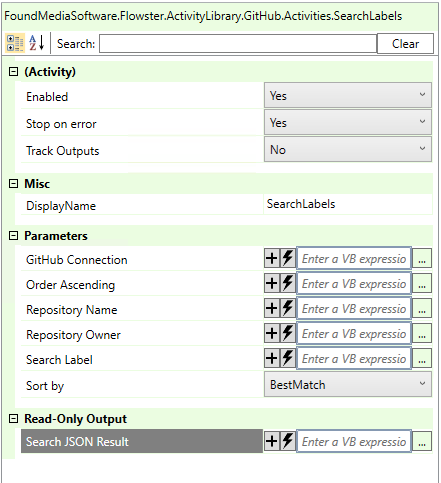 FoundMediaSoftware.Flowster.ActivityLibrary.GitHub.Activities.SearchLabels
A Z Search: Clear
(Activity)
Enabled Yes
Stop on error Yes
Track Outputs No
Misc
DisplayName SearchLabels
Parameters
GitHub Connection Enter a VB expressio ...
Order Ascending Enter a VB expressio ...
Repository Name Enter a VB expressio ...
Repository Owner Enter a VB expressio ...
Search Label Enter a VB expressio ...
Sort by BestMatch
Read-Only Output
Search JSON Result Enter a VB expressio ...